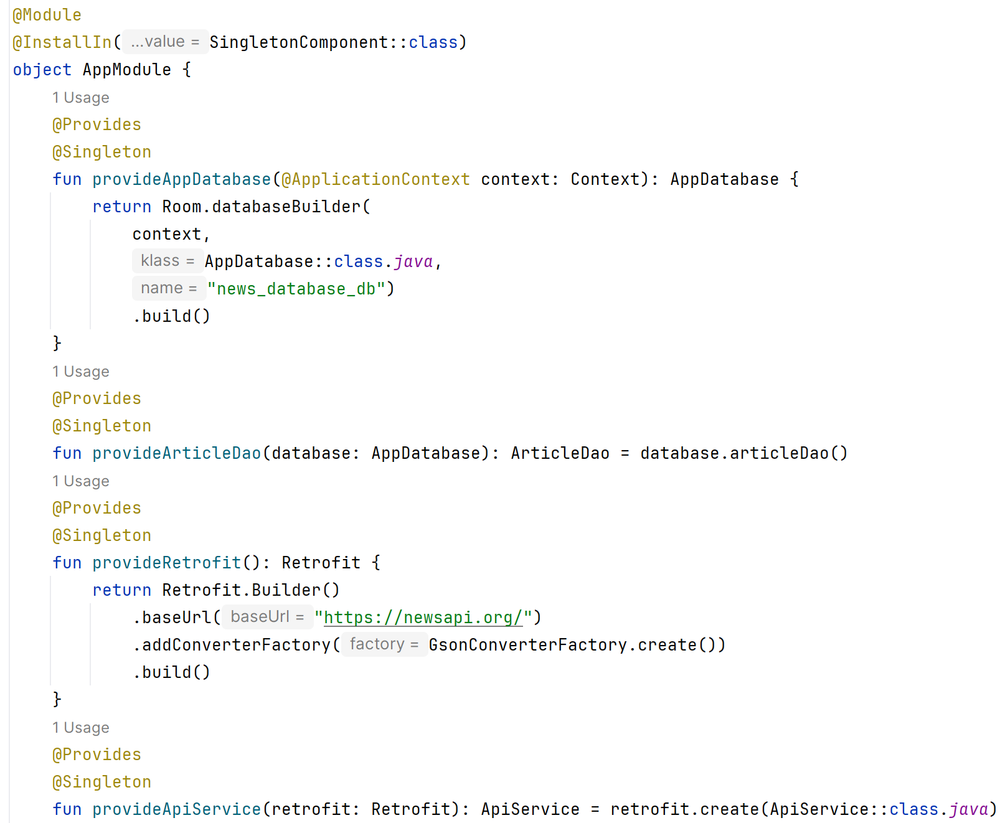 @Module
@InstallIn( ...value = SingletonComponent::class)
object AppModule {
1 Usage
@Provides
@Singleton
fun provideAppDatabase(@ApplicationContext context: Context): AppDatabase {
return Room.databaseBuilder(
context,
klass = AppDatabase::class.java,
name = "news_database_db")
.build()
}
1 Usage
@Provides
@Singleton
fun provideArticleDao(database: AppDatabase): ArticleDao = database.articleDao()
1 Usage
@Provides
@Singleton
fun provideRetrofit(): Retrofit {
return Retrofit.Builder()
.baseUrl( baseUrl = "https://newsapi.org/")
.addConverterFactory( factory = GsonConverterFactory.create())
.build()
}
1 Usage
@Provides
@Singleton
fun provideApiService(retrofit: Retrofit): ApiService = retrofit.create(ApiService::class.java)